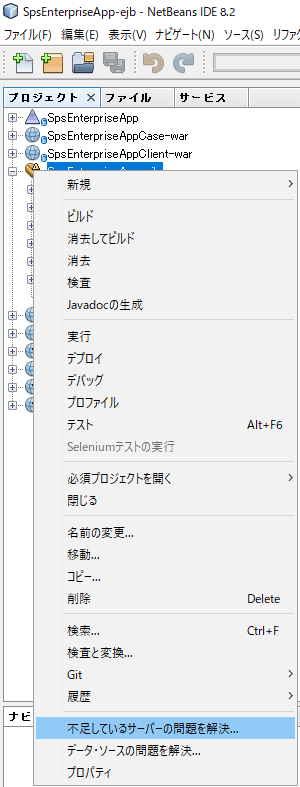 SpsEnterpriseApp-ejb - NetBeans IDE 8.2
ファイル(F) 編集(E) 表示(V) ナビゲート(N) ソース(S) リファク
プロジェクト × ファイル サービス
SpsEnterpriseApp
SpsEnterpriseAppCase-war
SpsEnterpriseAppClient-war
新規
ビルド
消去してビルド
消去
検査
Javadocの生成
実行
デプロイ
デバッグ
プロファイル
テスト Alt+F6
Seleniumテストの実行
必須プロジェクトを開く
閉じる
名前の変更...
移動...
コピー...
削除 Delete
検索... Ctrl+F
検査と変換...
Git
履歴
ナビ
不足しているサーバーの問題を解決...
データ・ソースの問題を解決...
プロパティ